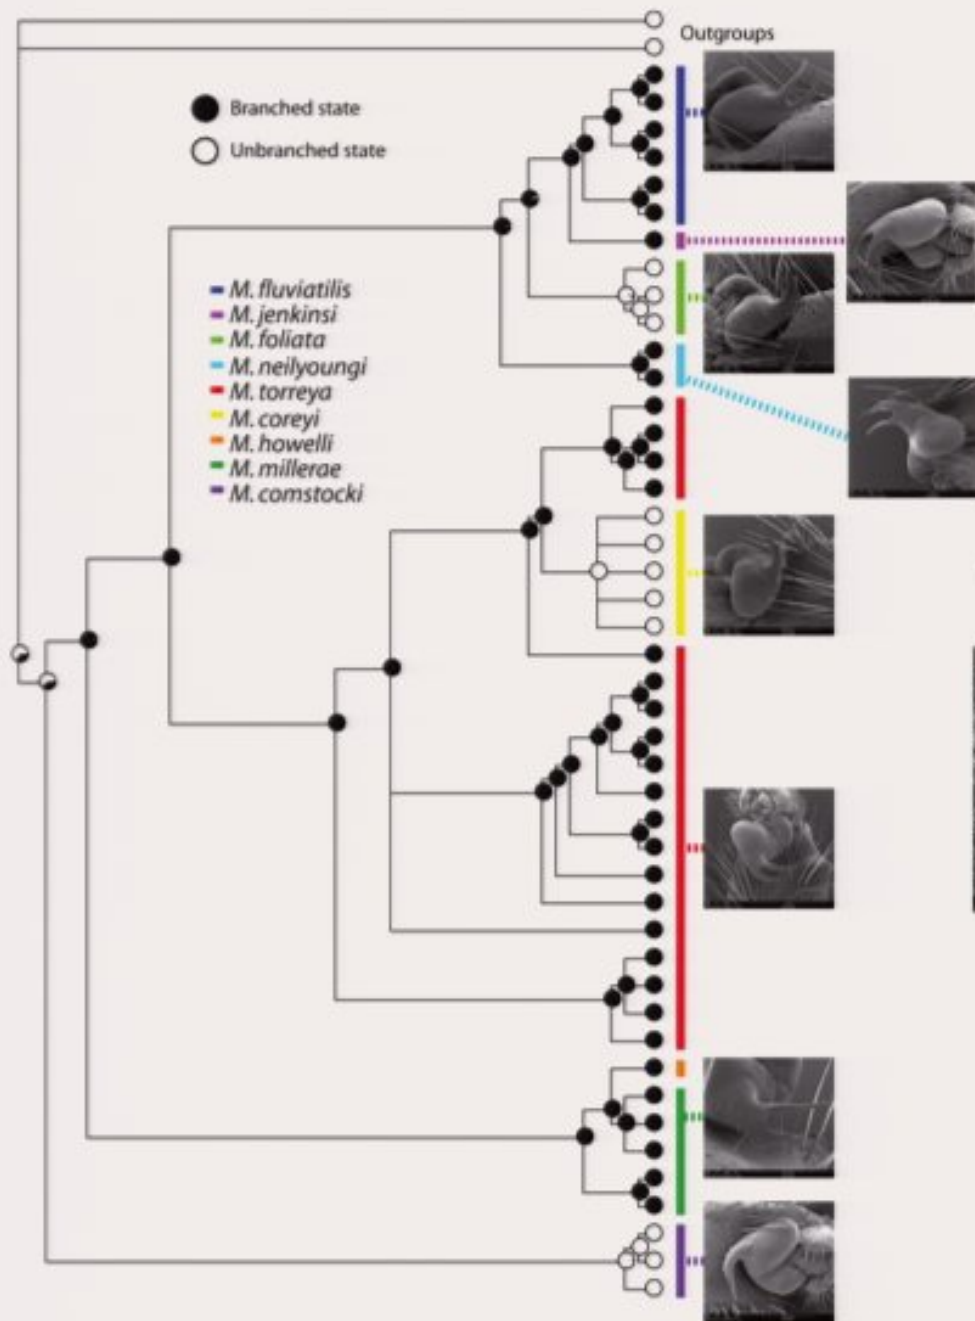 Outgroups
Branched state
Unbranched state
M. fluviatilis
M. jenkinsi
M. foliata
M. neilyoungi
M. torreya
M. coreyi
M. howelli
M. millerae
M. comstocki